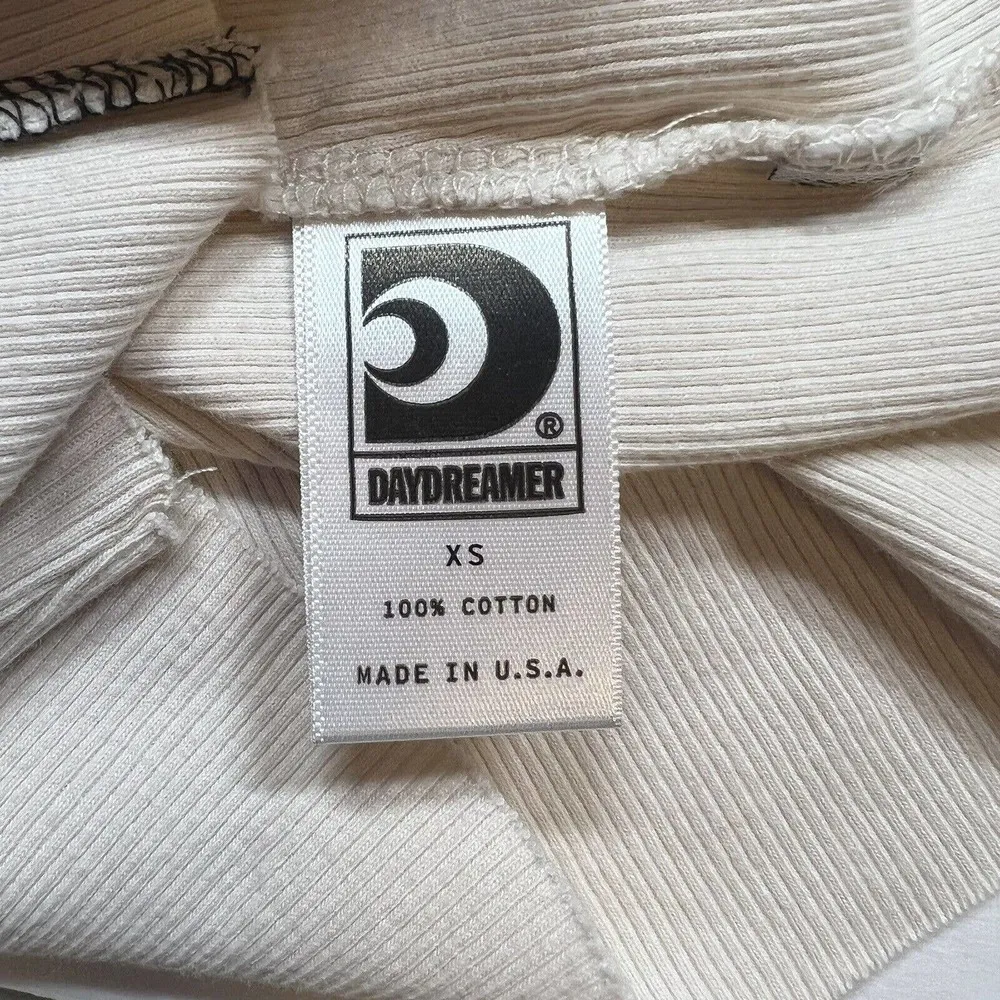 ®
DAYDREAMER
XS
100% COTTON
MADE IN U.S.A.